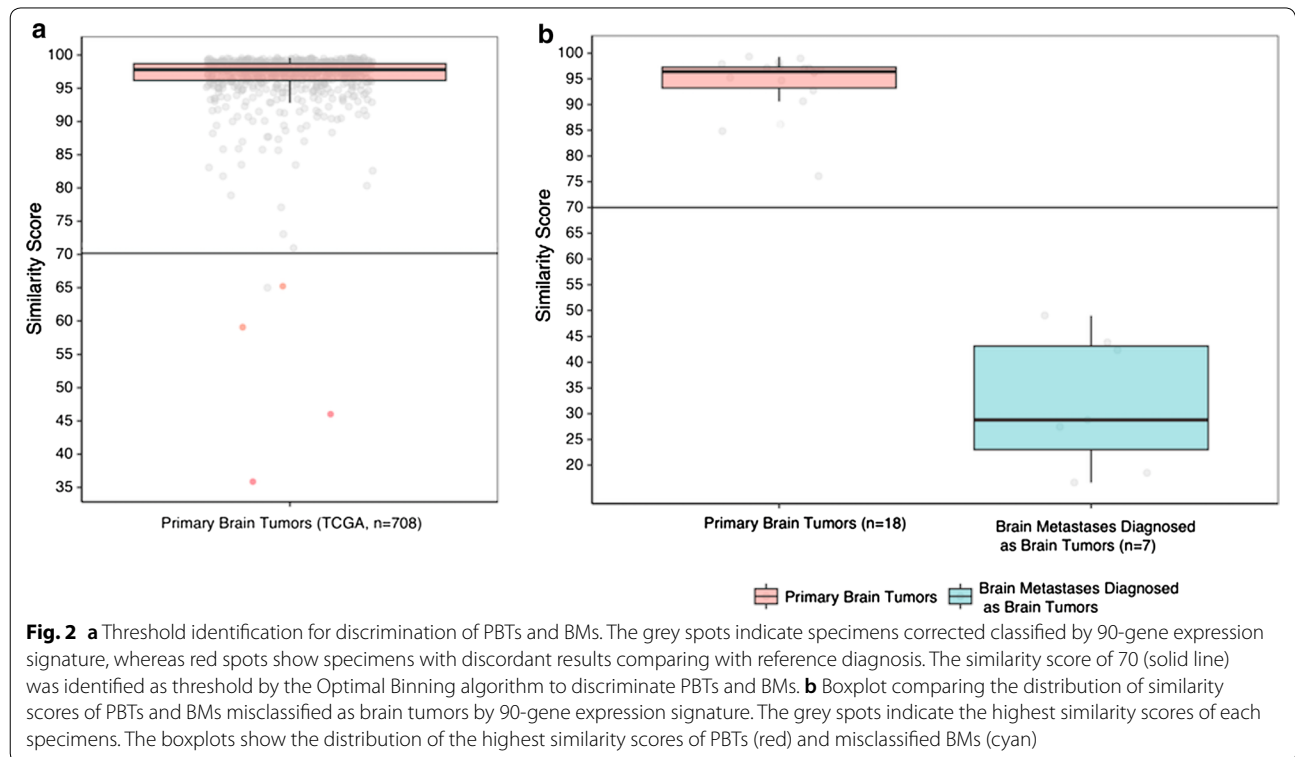 a
100
95
90
85
80
75
70
65
60
55
50
45
40
35
Similarity Score
Primary Brain Tumors (TCGA, n=708)
b
100
95
90
85
80
75
70
65
60
55
50
45
40
35
30
25
20
Similarity Score
Primary Brain Tumors (n=18)
Brain Metastases Diagnosed
as Brain Tumors (n=7)
Primary Brain Tumors
Brain Metastases Diagnosed
as Brain Tumors
Fig. 2 a Threshold identification for discrimination of PBTs and BMs. The grey spots indicate specimens corrected classified by 90-gene expression
signature, whereas red spots show specimens with discordant results comparing with reference diagnosis. The similarity score of 70 (solid line)
was identified as threshold by the Optimal Binning algorithm to discriminate PBTs and BMs. b Boxplot comparing the distribution of similarity
scores of PBTs and BMs misclassified as brain tumors by 90-gene expression signature. The grey spots indicate the highest similarity scores of each
specimens. The boxplots show the distribution of the highest similarity scores of PBTs (red) and misclassified BMs (cyan)